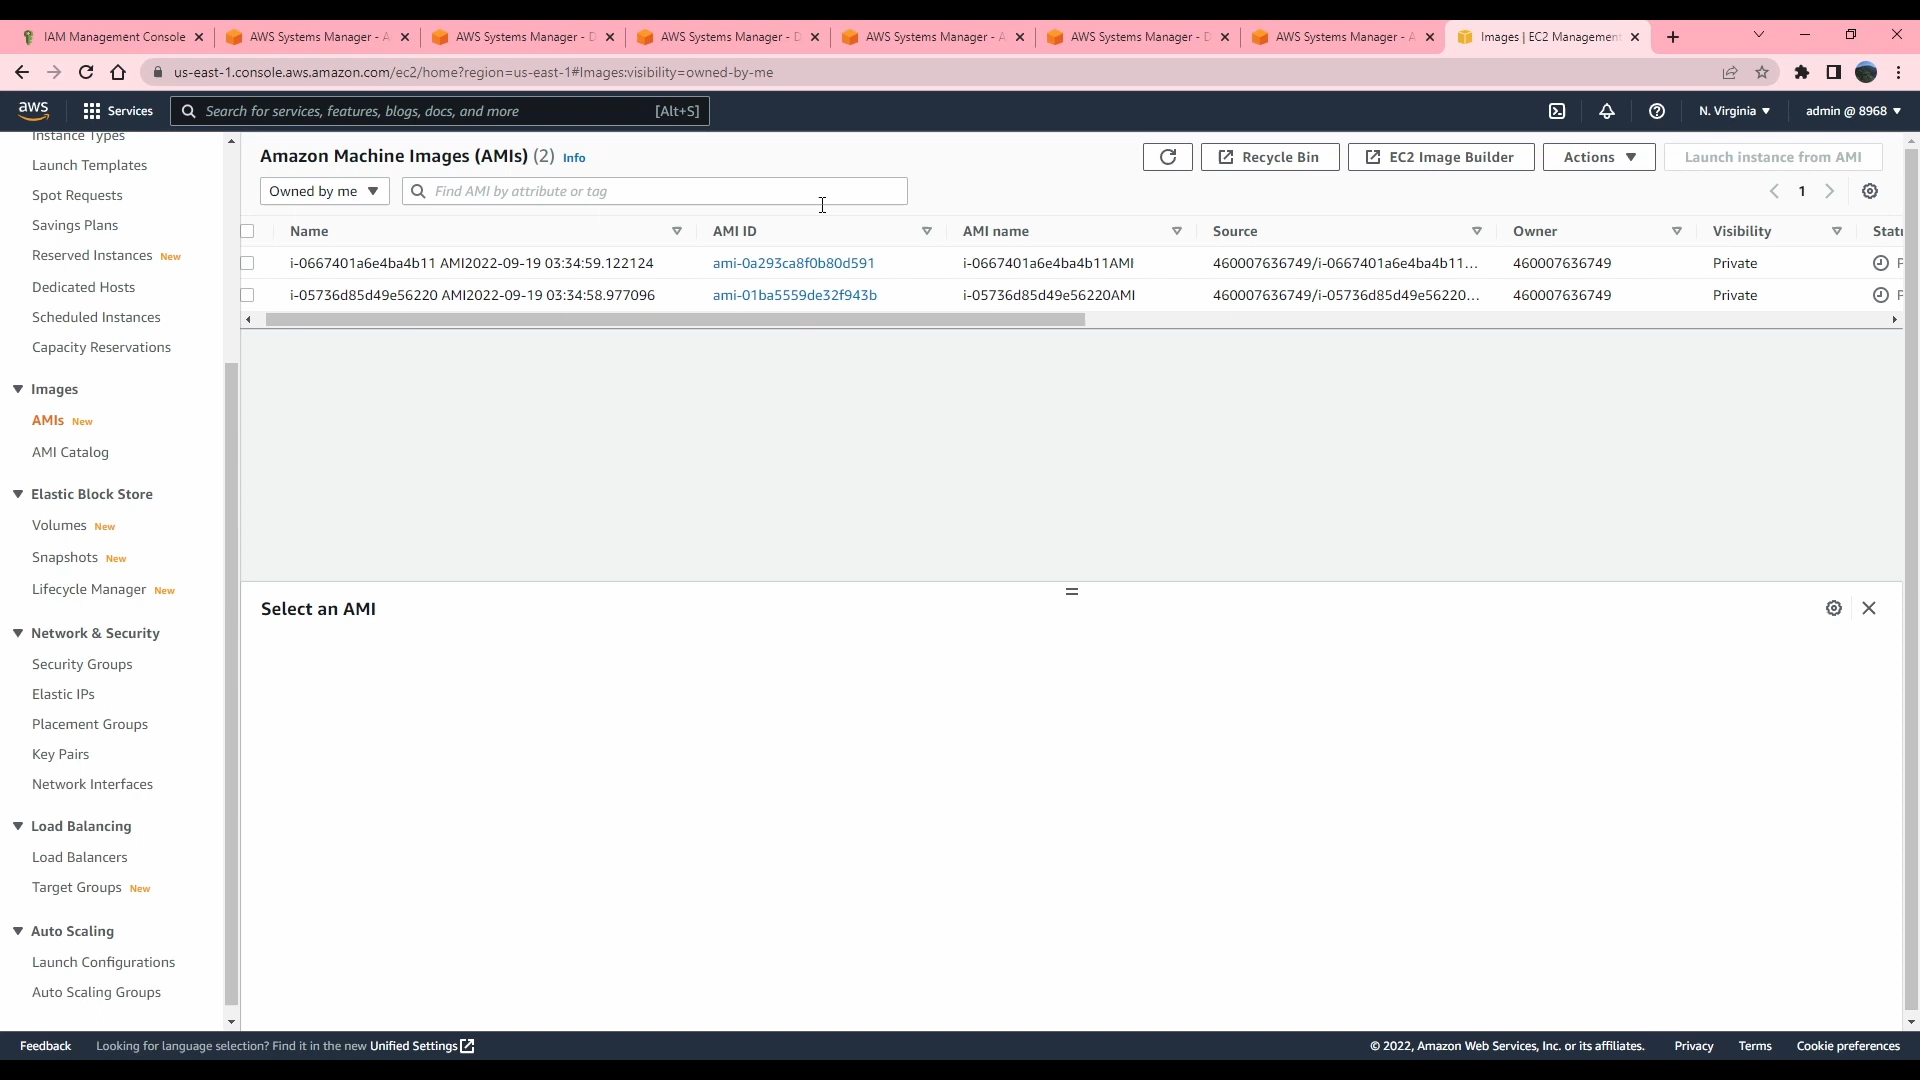 IAM Management Console
AWS Systems Manager - A
AWS Systems Manager - D
AWS Systems Manager - D
AWS Systems Manager - A
AWS Systems Manager - D
AWS Systems Manager - A
Images | EC2 Management
us-east-1.console.aws.amazon.com/ec2/home?region=us-east-1#Images:visibility=owned-by-me
aws
Services
Search for services, features, blogs, docs, and more
[Alt+S]
N. Virginia
admin @ 8968
Instance Types
Launch Templates
Spot Requests
Savings Plans
Reserved Instances New
Dedicated Hosts
Scheduled Instances
Capacity Reservations
Images
AMIs New
AMI Catalog
Elastic Block Store
Volumes New
Snapshots New
Lifecycle Manager New
Network & Security
Security Groups
Elastic IPs
Placement Groups
Key Pairs
Network Interfaces
Load Balancing
Load Balancers
Target Groups New
Auto Scaling
Launch Configurations
Auto Scaling Groups
Amazon Machine Images (AMIs) (2) Info
Recycle Bin
EC2 Image Builder
Actions
Launch instance from AMI
Owned by me
Find AMI by attribute or tag
1
Name AMI ID AMI name Source Owner Visibility Statu
i-0667401a6e4ba4b11 AMI2022-09-19 03:34:59.122124 ami-0a293ca8f0b80d591 i-0667401a6e4ba4b11AMI 460007636749/i-0667401a6e4ba4b11... 460007636749 Private P
i-05736d85d49e56220 AMI2022-09-19 03:34:58.977096 ami-01ba5559de32f943b i-05736d85d49e56220AMI 460007636749/i-05736d85d49e56220... 460007636749 Private P
Select an AMI
Feedback
Looking for language selection? Find it in the new Unified Settings
© 2022, Amazon Web Services, Inc. or its affiliates.
Privacy
Terms
Cookie preferences